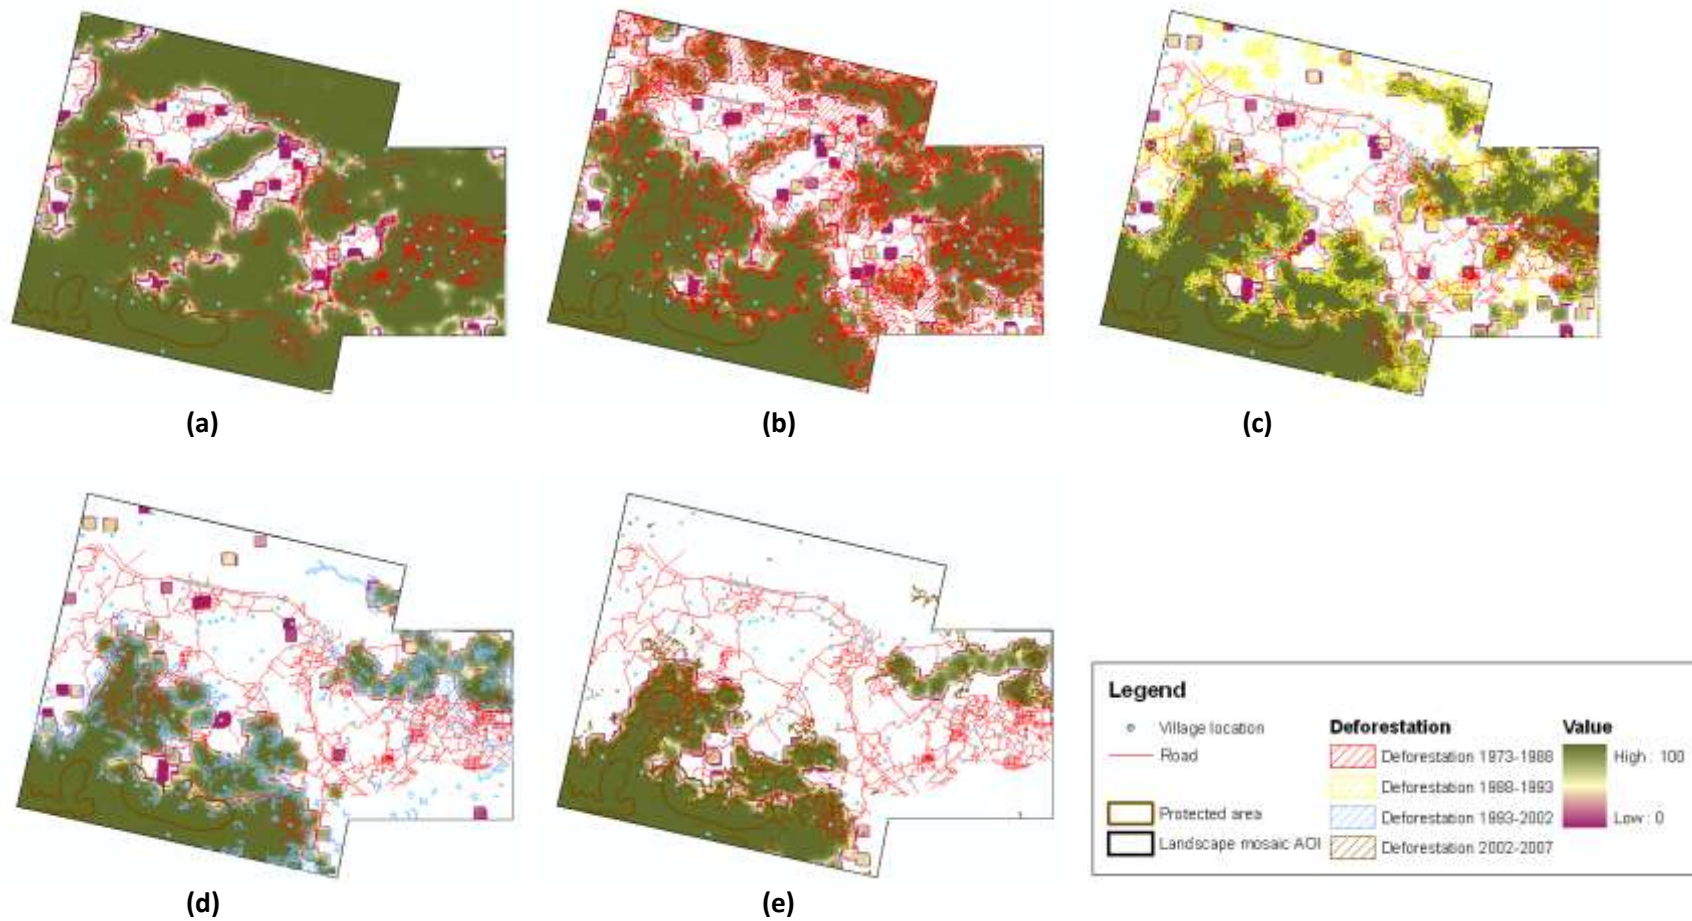 (a)
(b)
(c)
(d)
(e)
Legend
Village location
Road
Protected area
Landscape mosaic AOI
Deforestation
Deforestation 1973-1988
Deforestation 1988-1993
Deforestation 1993-2002
Deforestation 2002-2007
Value
High : 100
Low : 0